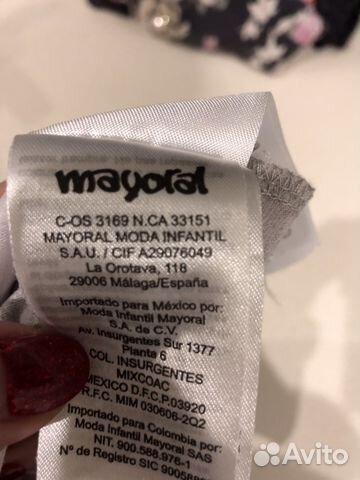 mayoral
C-OS 3169 N.CA 33151
MAYORAL MODA INFANTIL
S.A.U. / CIF A29076049
La Orotava, 118
29006 Málaga/España
Importado para México por:
Moda Infantil Mayoral
S.A. de C.V.
Av. Insurgentes Sur 1377
Planta 6
COL. INSURGENTES
MIXCOAC
MEXICO D.F.C.P.03920
R.F.C. MIM 030606-2Q2
Importado para Colombia por:
Moda Infantil Mayoral SAS
NIT. 900.588.976-1
Nº de Registro SIC
Avito